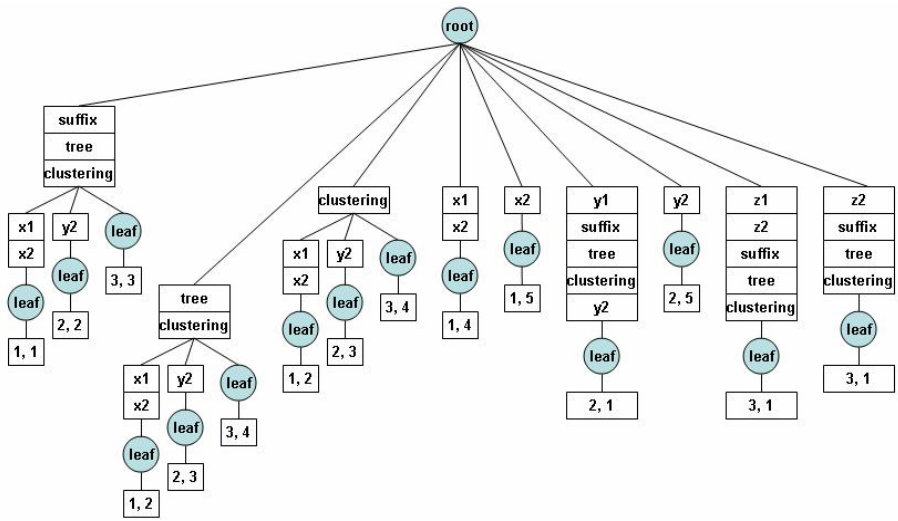 root
suffix
tree
clustering
x1
x2
leaf
1, 1
y2
leaf
2, 2
leaf
3, 3
tree
clustering
x1
x2
leaf
1, 2
y2
leaf
2, 3
leaf
3, 4
clustering
x1
x2
leaf
1, 2
y2
leaf
2, 3
leaf
3, 4
x1
x2
leaf
1, 4
x2
leaf
1, 5
y1
suffix
tree
clustering
y2
leaf
2, 1
y2
leaf
2, 5
z1
z2
suffix
tree
clustering
leaf
3, 1
z2
suffix
tree
clustering
leaf
3, 1